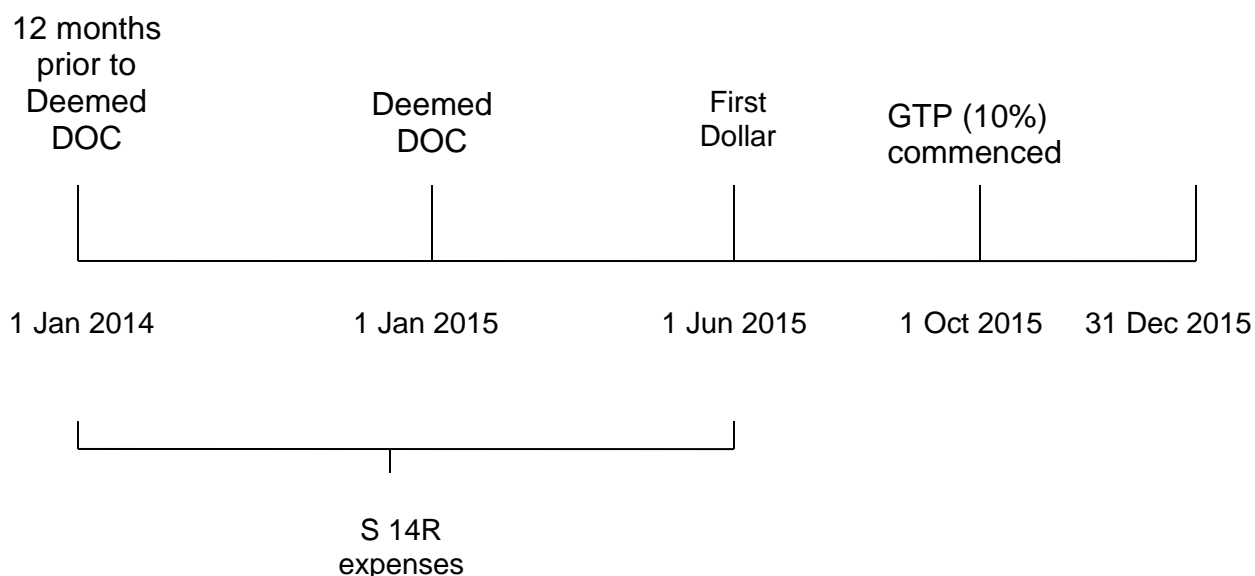 12 months
prior to
Deemed
DOC
Deemed
DOC
First
Dollar
GTP (10%)
commenced
1 Jan 2014
1 Jan 2015
1 Jun 2015
1 Oct 2015
31 Dec 2015
S 14R
expenses